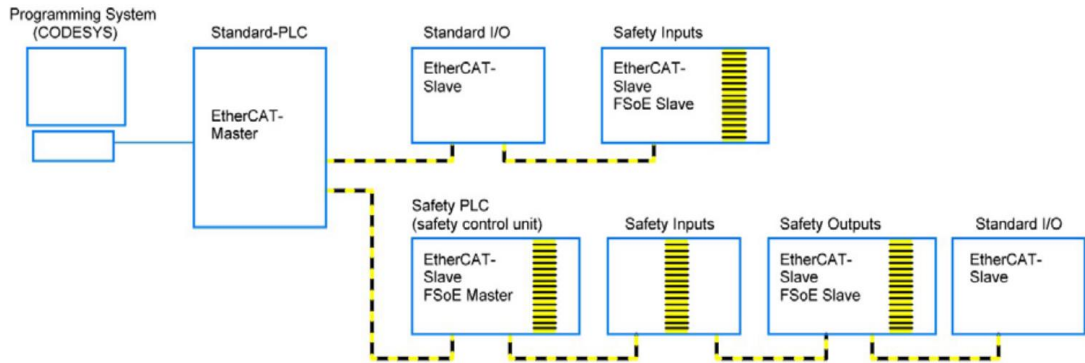 Programming System
(CODESYS)
Standard-PLC
EtherCAT-
Master
Standard I/O
EtherCAT-
Slave
Safety Inputs
EtherCAT-
Slave
FSoE Slave
Safety PLC
(safety control unit)
EtherCAT-
Slave
FSoE Master
Safety Inputs
Safety Outputs
EtherCAT-
Slave
FSoE Slave
Standard I/O
EtherCAT-
Slave